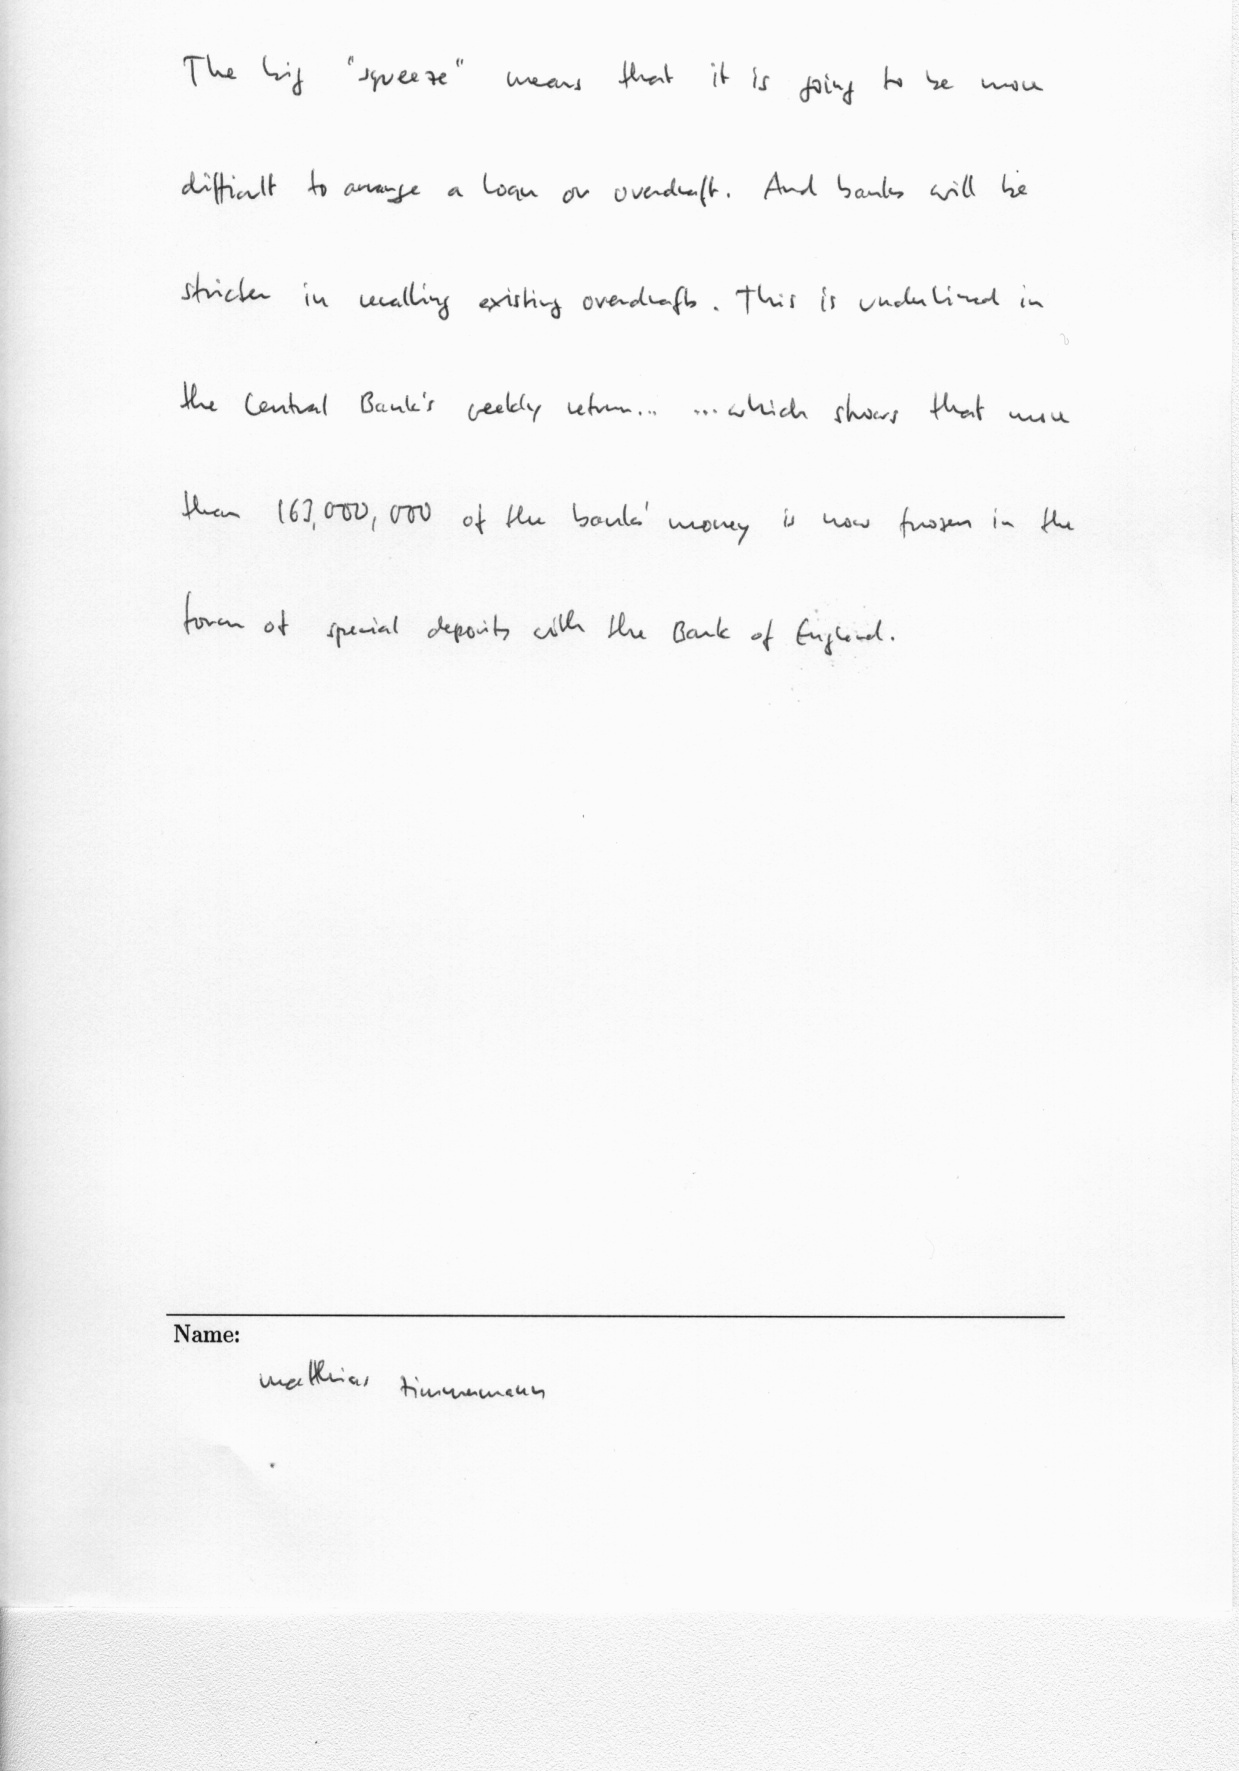 The big "squeeze" means that it is going to be more
difficult to arrange a loan or overdraft. And banks will be
stricter in recalling existing overdrafts. This is underlined in
the Central Bank's weekly return... ...which shows that more
than 163,000,000 of the banks' money is now frozen in the
form of special deposits with the Bank of England.
Name:
matthias timmermann